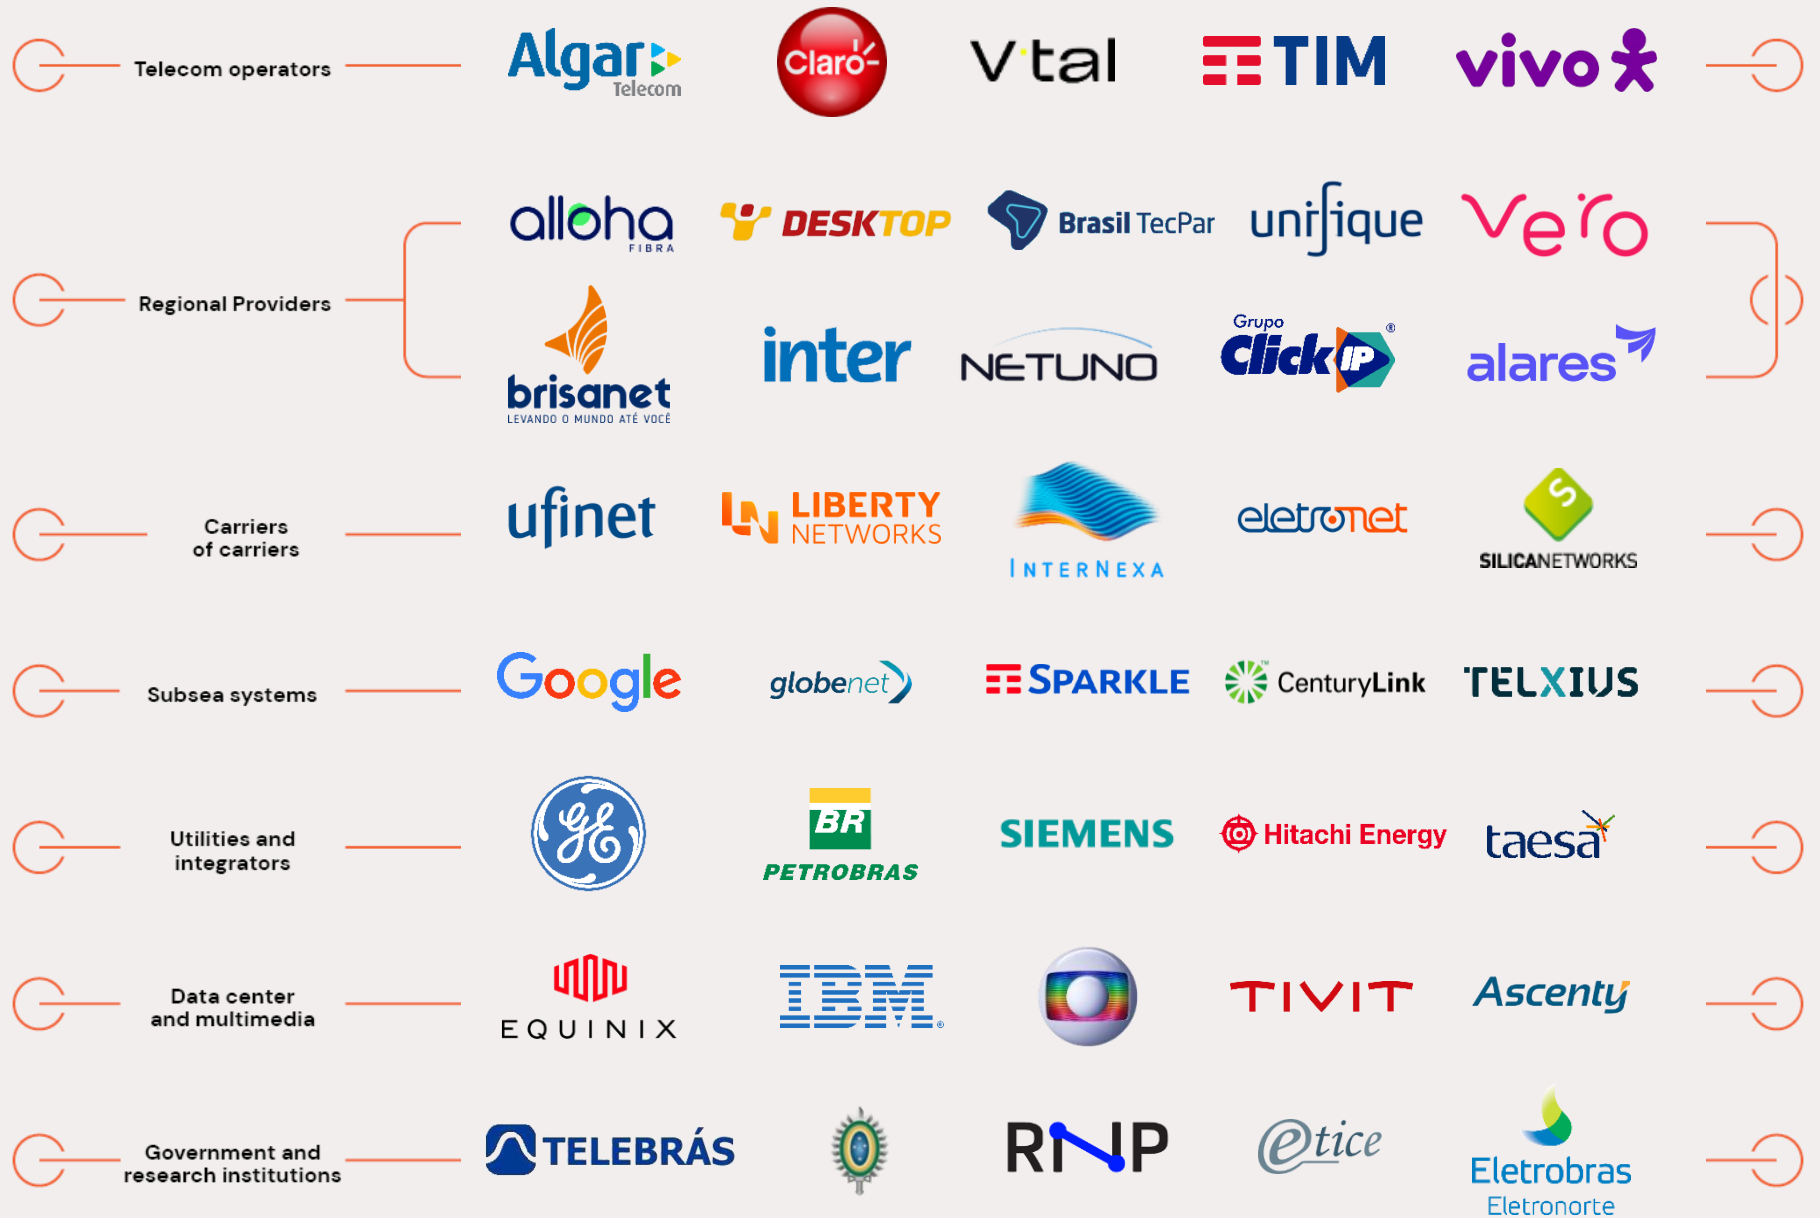 Telecom operators
Algar
Telecom
Claro
V·tal
TIM
vivo
Regional Providers
alloha
FIBRA
DESKTOP
Brasil TecPar
unifique
vero
brisanet
LEVANDO O MUNDO ATÉ VOCÊ
inter
NETUNO
Grupo
Click IP ®
alares
Carriers
of carriers
ufinet
LN LIBERTY
NETWORKS
INTERNEXA
eletronet
S
SILICANETWORKS
Subsea systems
Google
globenet
SPARKLE
CenturyLink™
TELXIUS
Utilities and
integrators
GE
BR
PETROBRAS
SIEMENS
Hitachi Energy
taesa
Data center
and multimedia
EQUINIX
IBM®
TIVIT
Ascenty
Government and
research institutions
TELEBRÁS
RNP
etice
Eletrobras
Eletronorte